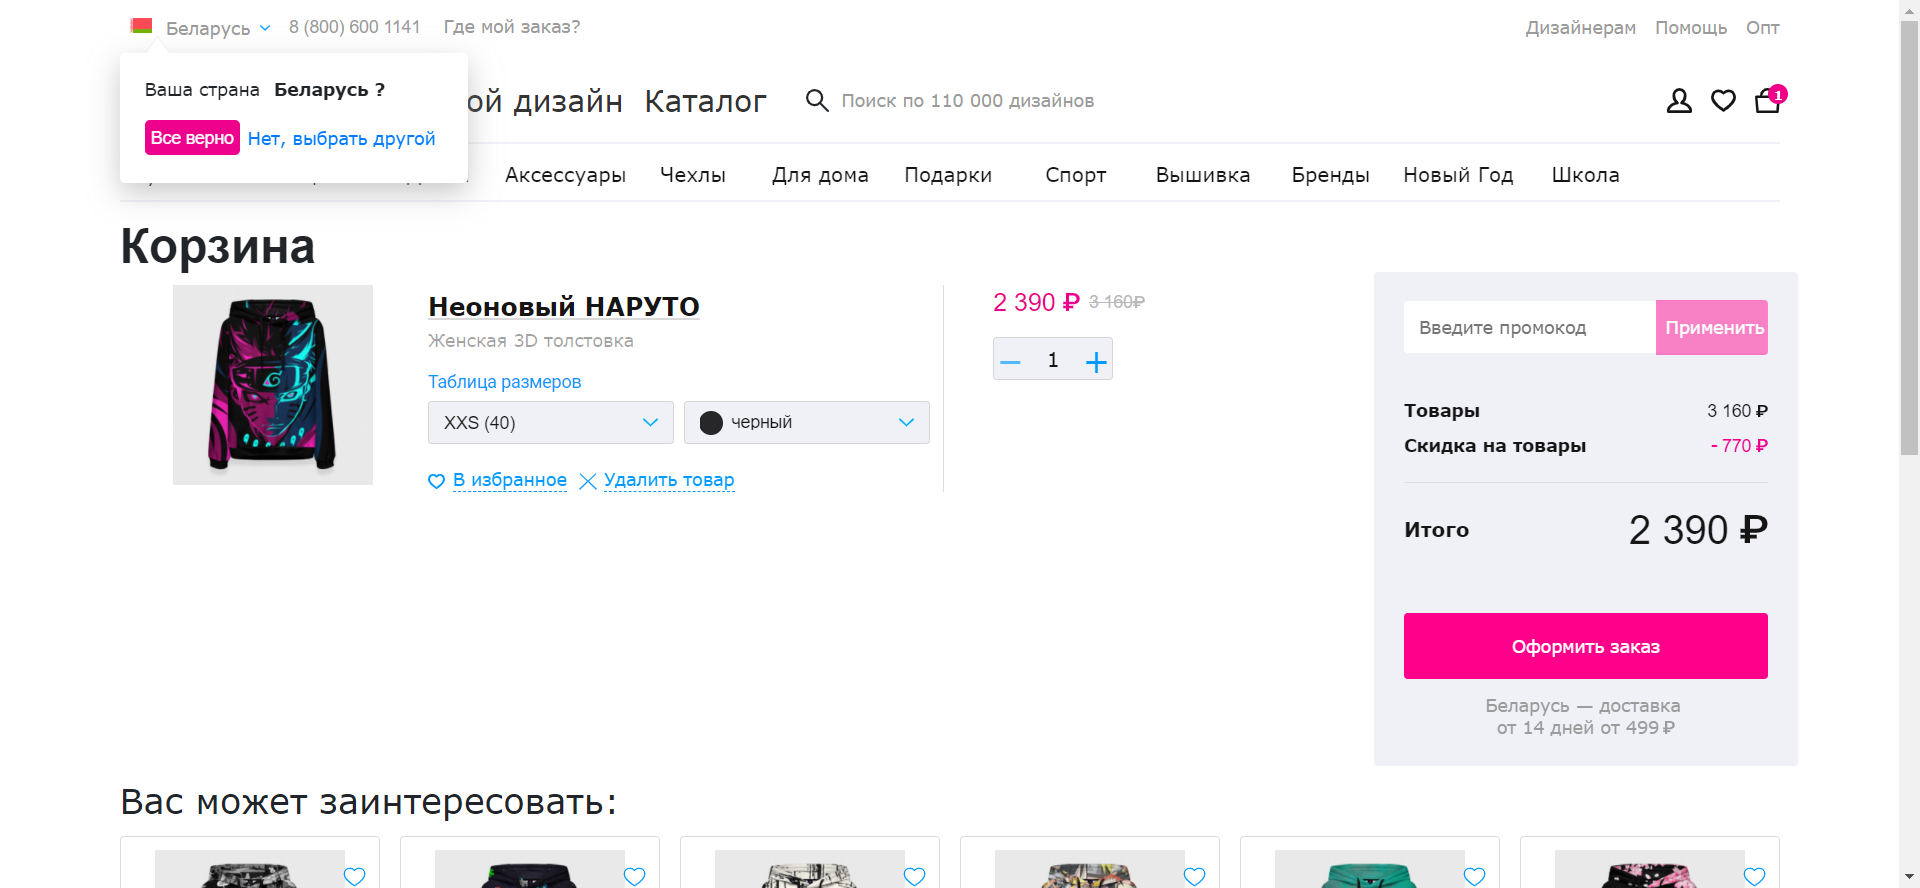 Беларусь 8 (800) 600 1141 Где мой заказ? Дизайнерам Помощь Опт
Ваша страна Беларусь ?
Все верно Нет, выбрать другой
ой дизайн Каталог Поиск по 110 000 дизайнов 1
Аксессуары Чехлы Для дома Подарки Спорт Вышивка Бренды Новый Год Школа
Корзина
Неоновый НАРУТО
Женская 3D толстовка
Таблица размеров
XXS (40) черный
В избранное Удалить товар
2 390 ₽ 3 160₽
1
Введите промокод Применить
Товары 3 160 ₽
Скидка на товары - 770 ₽
Итого 2 390 ₽
Оформить заказ
Беларусь — доставка
от 14 дней от 499 ₽
Вас может заинтересовать: